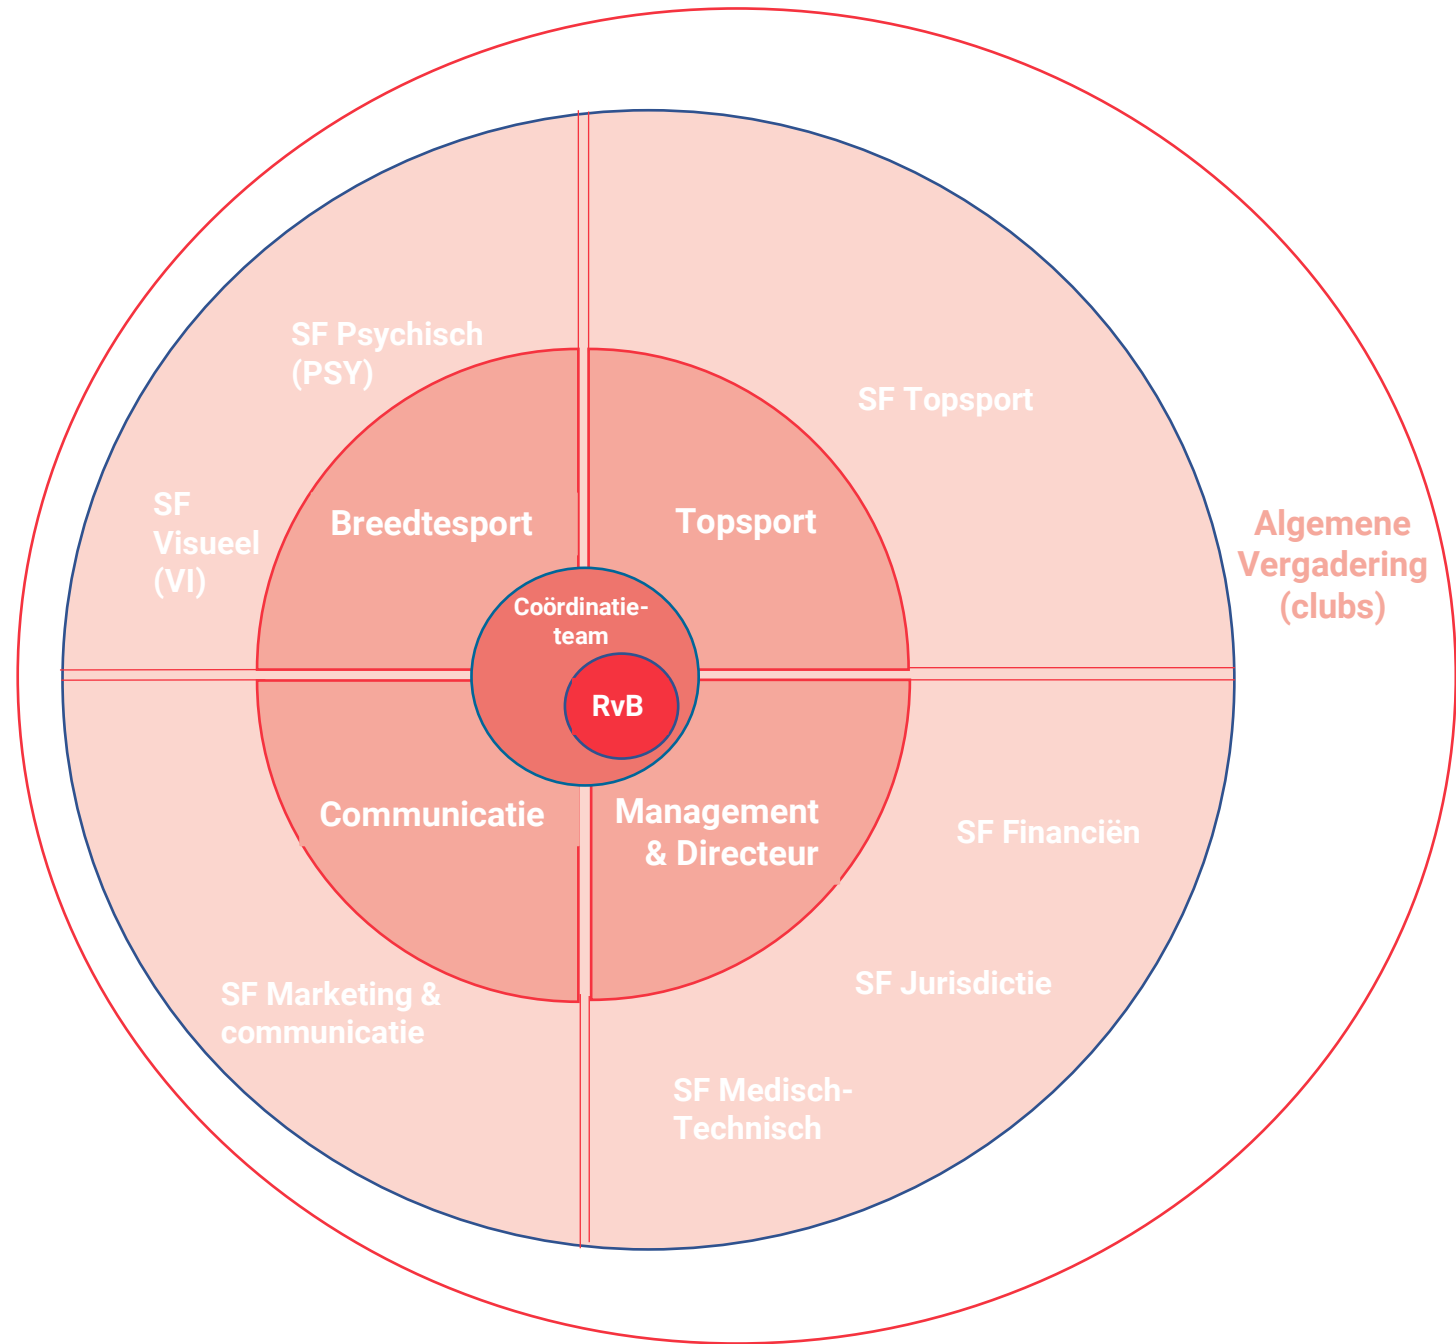 SF Psychisch
(PSY)
SF Topsport
SF
Visueel
(VI)
Breedtesport
Topsport
Algemene
Vergadering
(clubs)
Coördinatie-
team
RvB
Communicatie
Management
& Directeur
SF Financiën
SF Marketing &
communicatie
SF Jurisdictie
SF Medisch-
Technisch